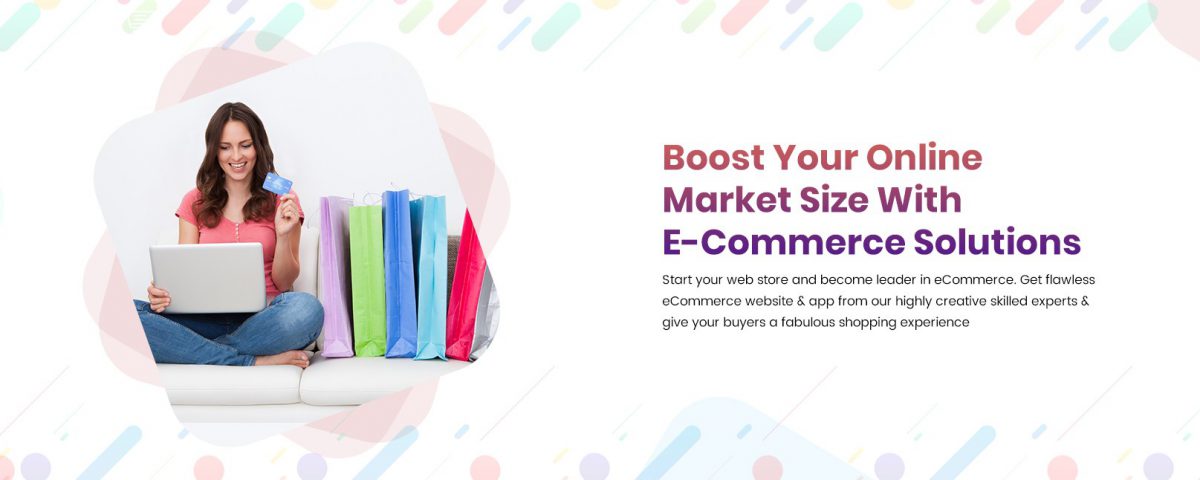 Boost Your Online
Market Size With
E-Commerce Solutions
Start your web store and become leader in eCommerce. Get flawless
eCommerce website & app from our highly creative skilled experts &
give your buyers a fabulous shopping experience